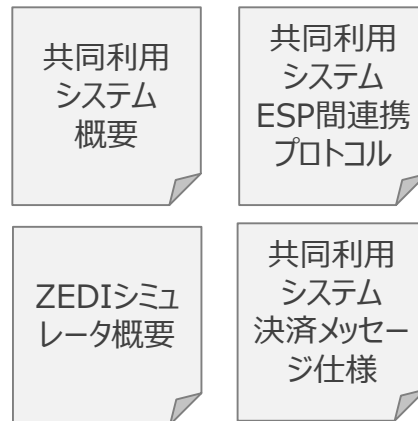 共同利用
システム
概要
共同利用
システム
ESP間連携
プロトコル
ZEDIシミュ
レータ概要
共同利用
システム
決済メッセー
ジ仕様